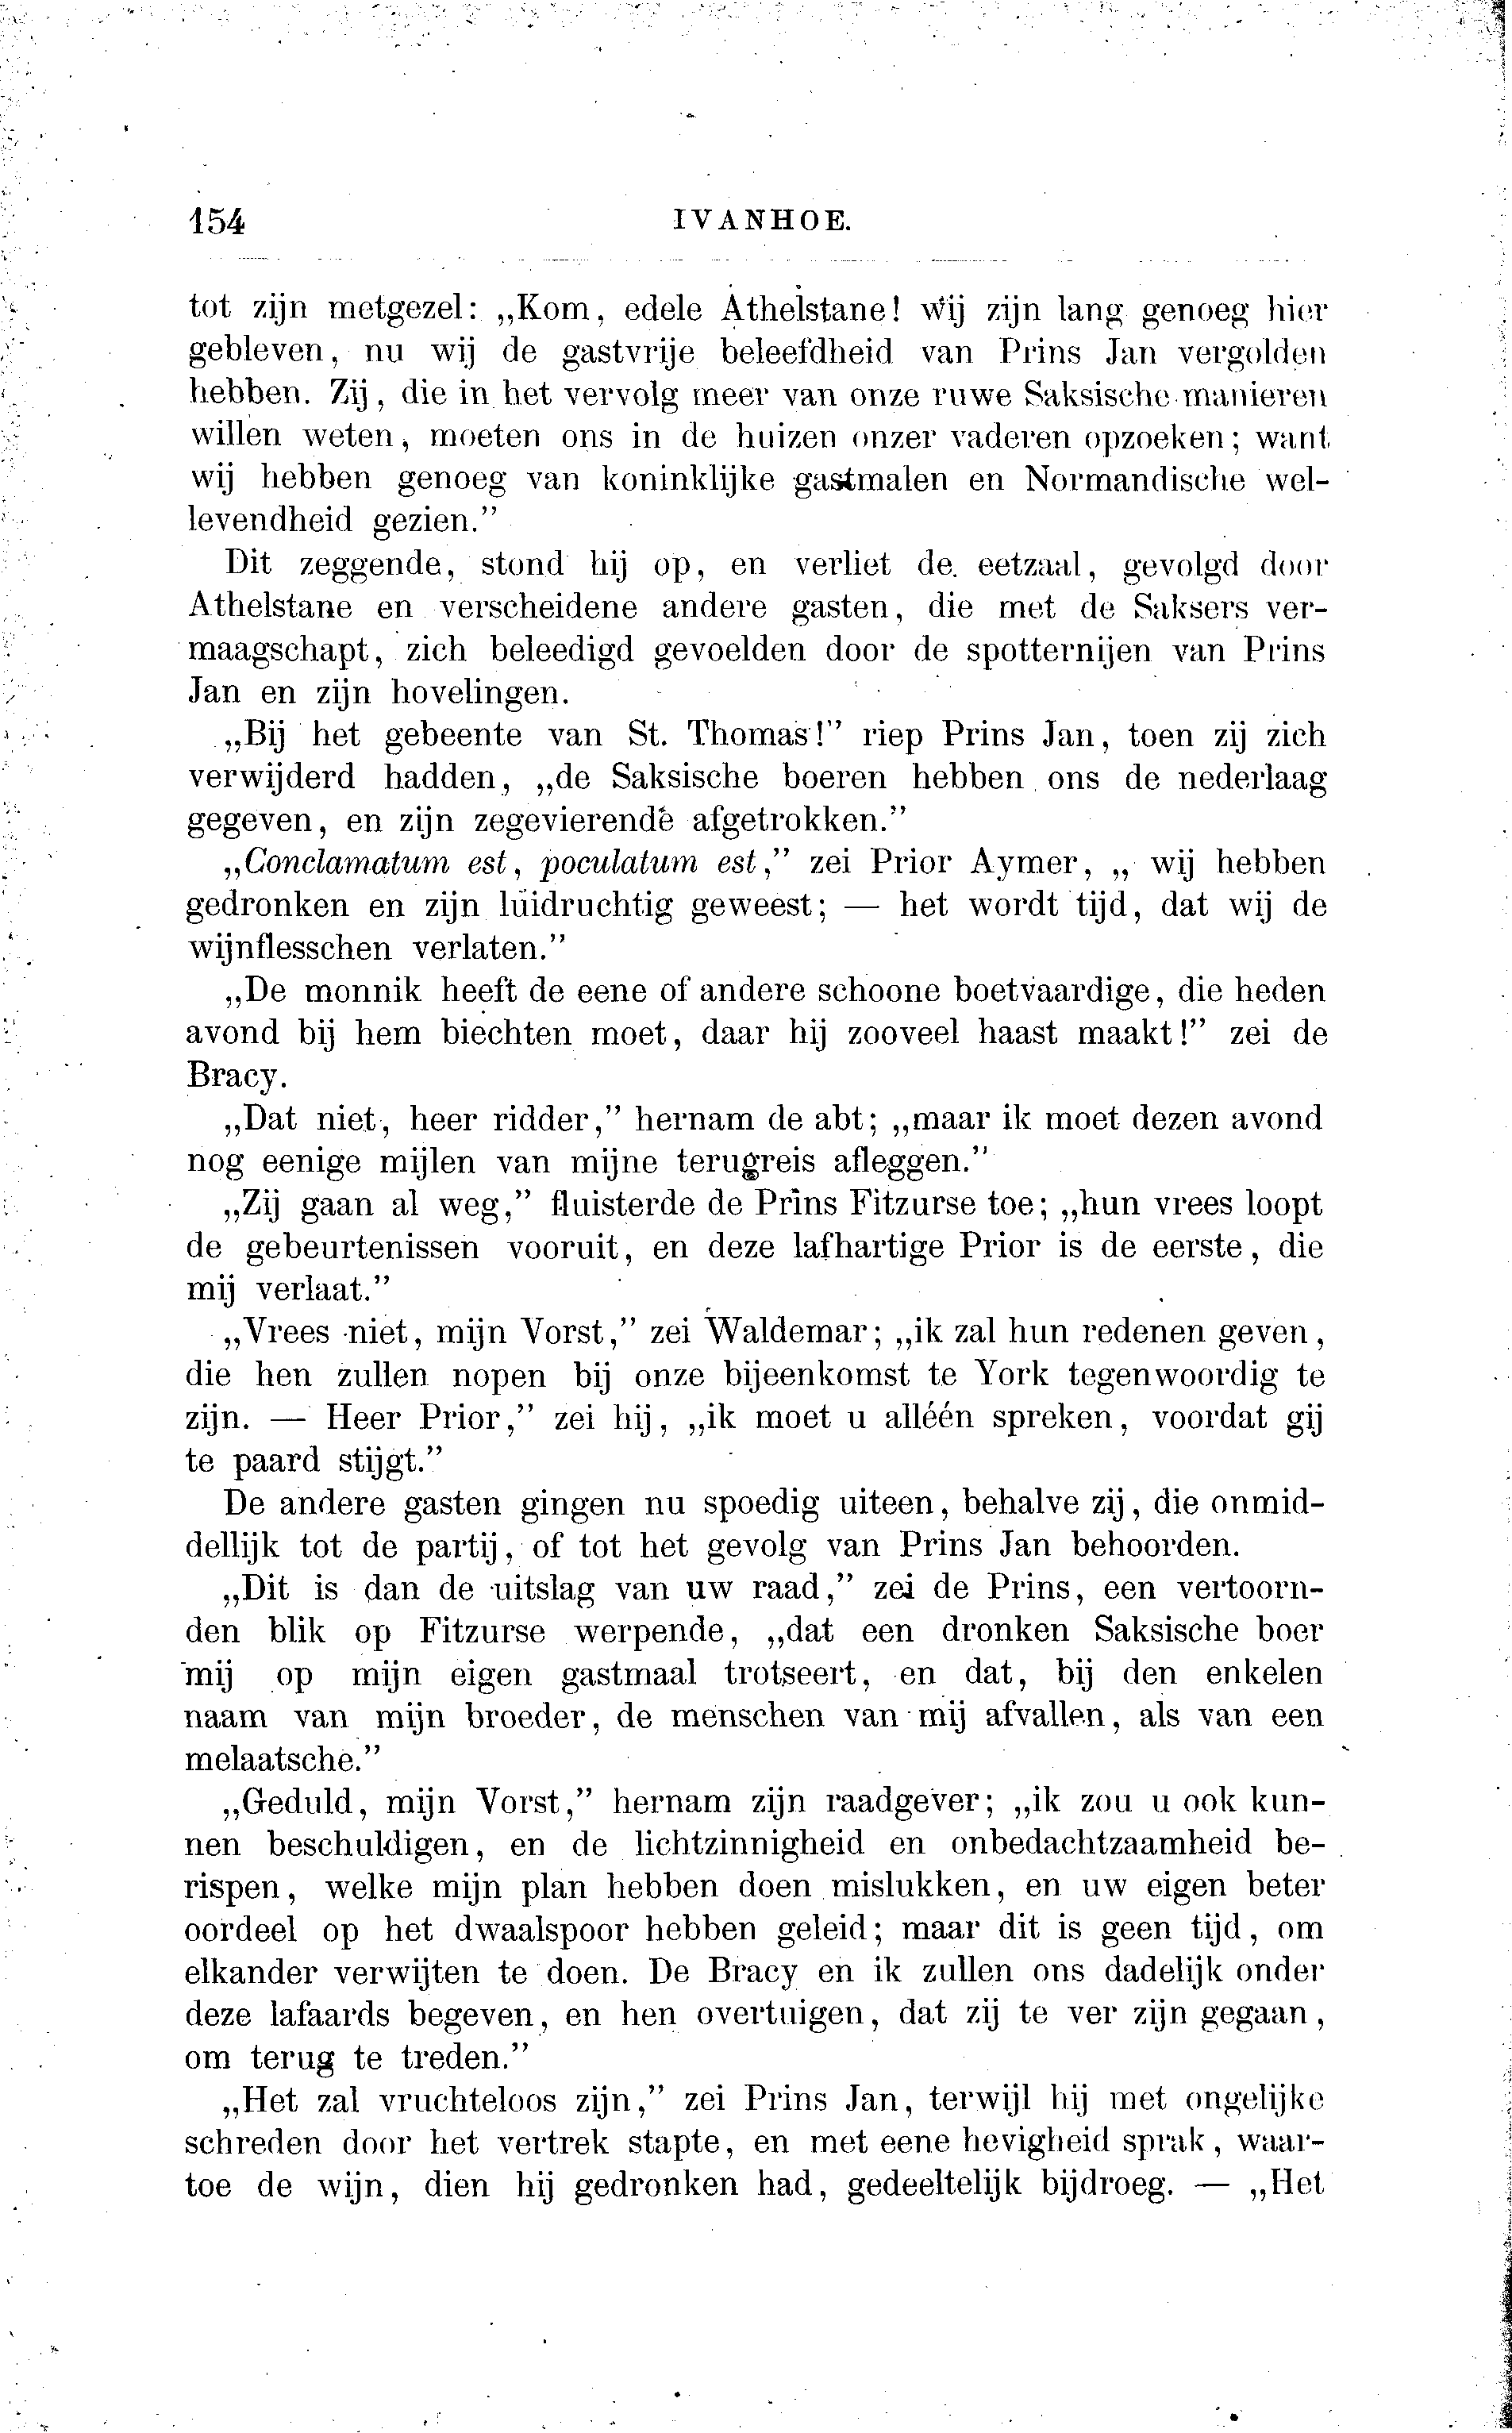 154 IVANHOE.
tot zijn metgezel: „Kom, edele Athelstane! wij zijn lang genoeg hier
gebleven, nu wij de gastvrije beleefdheid van Prins Jan vergolden
hebben. Zij, die in het vervolg meer van onze ruwe Saksische manieren
willen weten, moeten ons in de huizen onzer vaderen opzoeken; want
wij hebben genoeg van koninklijke gastmalen en Normandische wel-
levendheid gezien.”
Dit zeggende, stond hij op, en verliet de eetzaal, gevolgd door
Athelstane en verscheidene andere gasten, die met de Saksers ver-
maagschapt, zich beleedigd gevoelden door de spotternijen van Prins
Jan en zijn hovelingen.
„Bij het gebeente van St. Thomas!” riep Prins Jan, toen zij zich
verwijderd hadden, „de Saksische boeren hebben ons de nederlaag
gegeven, en zijn zegevierende afgetrokken.”
„Conclamatum est, poculatum est,” zei Prior Aymer, „ wij hebben
gedronken en zijn luidruchtig geweest; — het wordt tijd, dat wij de
wijnflesschen verlaten.”
„De monnik heeft de eene of andere schoone boetvaardige, die heden
avond bij hem biechten moet, daar hij zooveel haast maakt!” zei de
Bracy.
„Dat niet, heer ridder,” hernam de abt; „maar ik moet dezen avond
nog eenige mijlen van mijne terugreis afleggen.”
„Zij gaan al weg,” fluisterde de Prins Fitzurse toe; „hun vrees loopt
de gebeurtenissen vooruit, en deze lafhartige Prior is de eerste, die
mij verlaat.”
„Vrees niet, mijn Vorst,” zei Waldemar; „ik zal hun redenen geven,
die hen zullen nopen bij onze bijeenkomst te York tegenwoordig te
zijn. — Heer Prior,” zei hij, „ik moet u alléén spreken, voordat gij
te paard stijgt.”
De andere gasten gingen nu spoedig uiteen, behalve zij, die onmid-
dellijk tot de partij, of tot het gevolg van Prins Jan behoorden.
„Dit is dan de uitslag van uw raad,” zei de Prins, een vertoorn-
den blik op Fitzurse werpende, „dat een dronken Saksische boer
mij op mijn eigen gastmaal trotseert, en dat, bij den enkelen
naam van mijn broeder, de menschen van mij afvallen, als van een
melaatsche.”
„Geduld, mijn Vorst,” hernam zijn raadgever; „ik zou u ook kun-
nen beschuldigen, en de lichtzinnigheid en onbedachtzaamheid be-
rispen, welke mijn plan hebben doen mislukken, en uw eigen beter
oordeel op het dwaalspoor hebben geleid; maar dit is geen tijd, om
elkander verwijten te doen. De Bracy en ik zullen ons dadelijk onder
deze lafaards begeven, en hen overtuigen, dat zij te ver zijn gegaan,
om terug te treden.”
„Het zal vruchteloos zijn,” zei Prins Jan, terwijl hij met ongelijke
schreden door het vertrek stapte, en met eene hevigheid sprak, waar-
toe de wijn, dien hij gedronken had, gedeeltelijk bijdroeg. — „Het